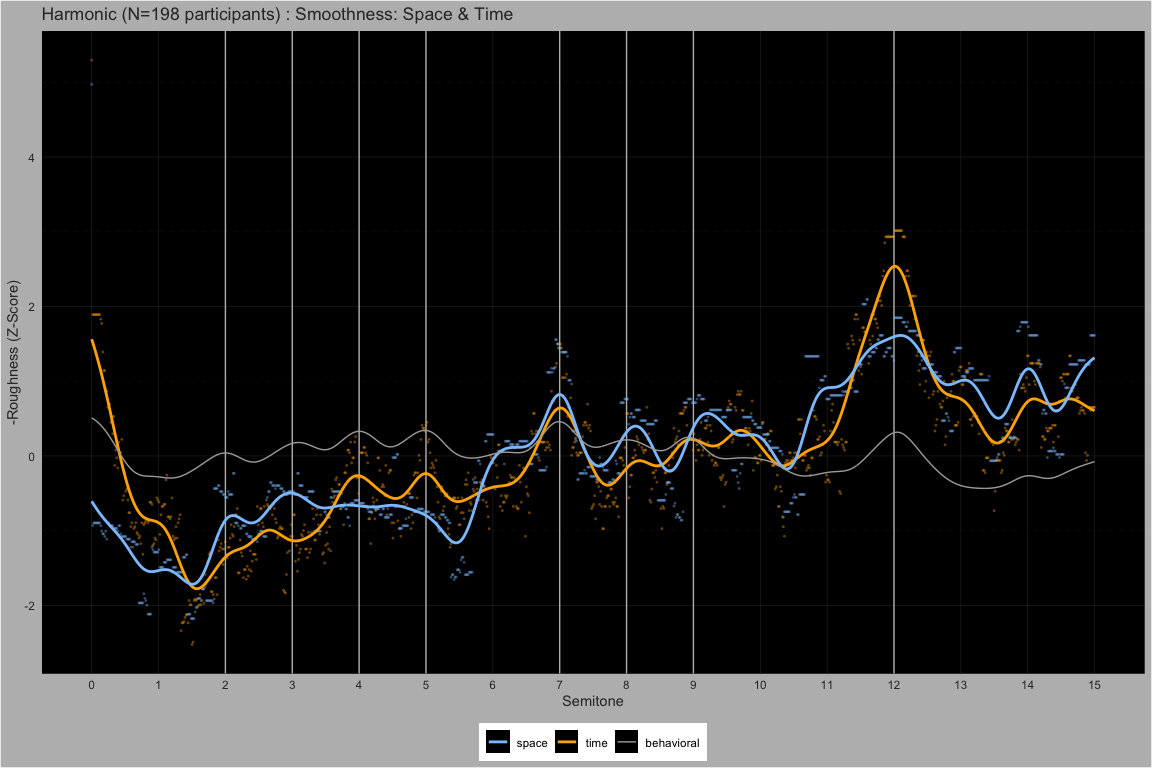 Harmonic (N=198 participants) : Smoothness: Space & Time
-Roughness (Z-Score)
4
2
0
-2
0 1 2 3 4 5 6 7 8 9 10 11 12 13 14 15
Semitone
space time behavioral